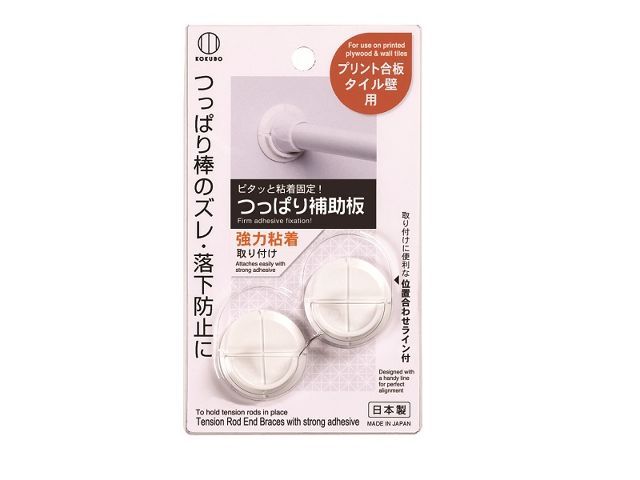 KOKUBO
For use on printed
plywood & wall tiles
プリント合板
タイル壁
用
つっぱり棒のズレ・落下防止に
ピタッと粘着固定!
つっぱり補助板
Firm adhesive fixation!
強力粘着
取り付け
Attaches easily with
strong adhesive
取り付けに便利な
位置合わせライン付
Designed with
a handy line
for perfect
alignment
To hold tension rods in place
Tension Rod End Braces with strong adhesive
日本製
MADE IN JAPAN